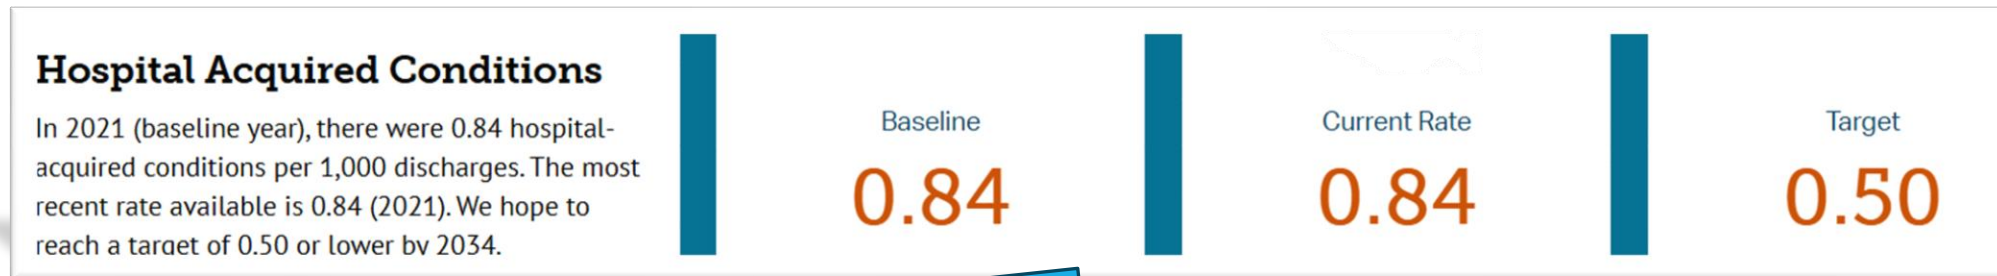 Hospital Acquired Conditions
In 2021 (baseline year), there were 0.84 hospital-
acquired conditions per 1,000 discharges. The most
recent rate available is 0.84 (2021). We hope to
reach a target of 0.50 or lower by 2034.
Baseline
0.84
Current Rate
0.84
Target
0.50